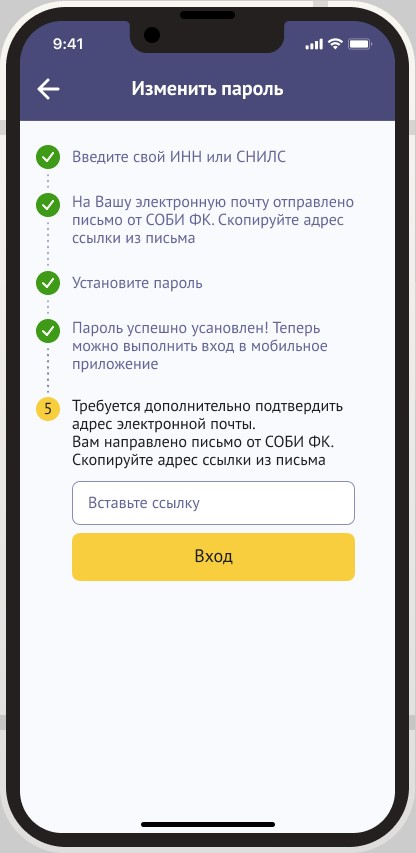 9:41
Изменить пароль
Введите свой ИНН или СНИЛС
На Вашу электронную почту отправлено
письмо от СОБИ ФК. Скопируйте адрес
ссылки из письма
Установите пароль
Пароль успешно усановлен! Теперь
можно выполнить вход в мобильное
приложение
5
Требуется дополнительно подтвердить
адрес электронной почты.
Вам направлено письмо от СОБИ ФК.
Скопируйте адрес ссылки из письма
Вставьте ссылку
Вход